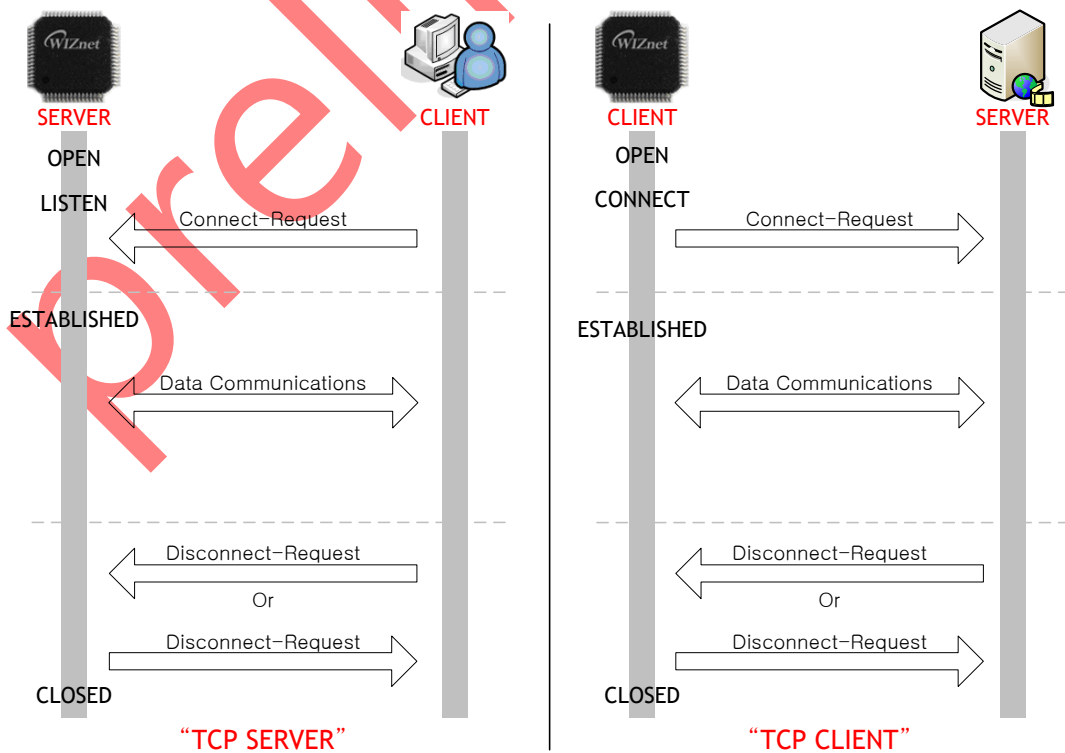 WIZnet
SERVER
CLIENT
OPEN
LISTEN
Connect-Request
ESTABLISHED
Data Communications
Disconnect-Request
Or
Disconnect-Request
CLOSED
“TCP SERVER”
WIZnet
CLIENT
SERVER
OPEN
CONNECT
Connect-Request
ESTABLISHED
Data Communications
Disconnect-Request
Or
Disconnect-Request
CLOSED
“TCP CLIENT”